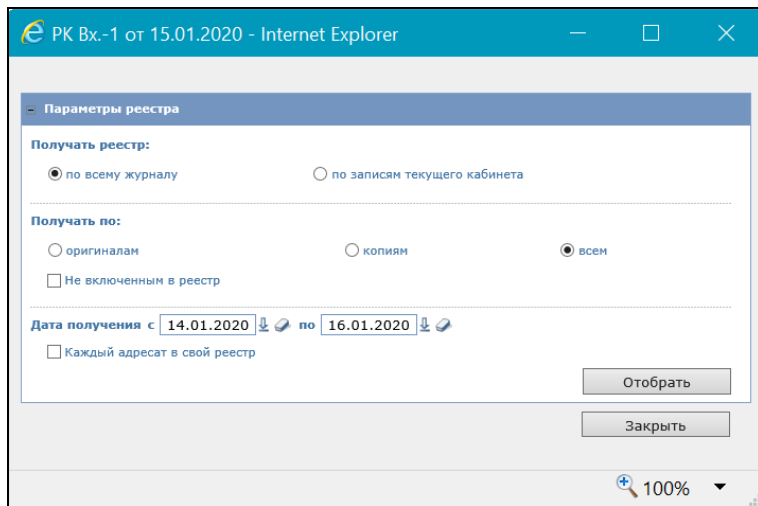 РК Вх.-1 от 15.01.2020 - Internet Explorer
Параметры реестра
Получать реестр:
по всему журналу по записям текущего кабинета
Получать по:
оригиналам копиям всем
Не включенным в реестр
Дата получения с 14.01.2020 по 16.01.2020
Каждый адресат в свой реестр
Отобрать
Закрыть
100%